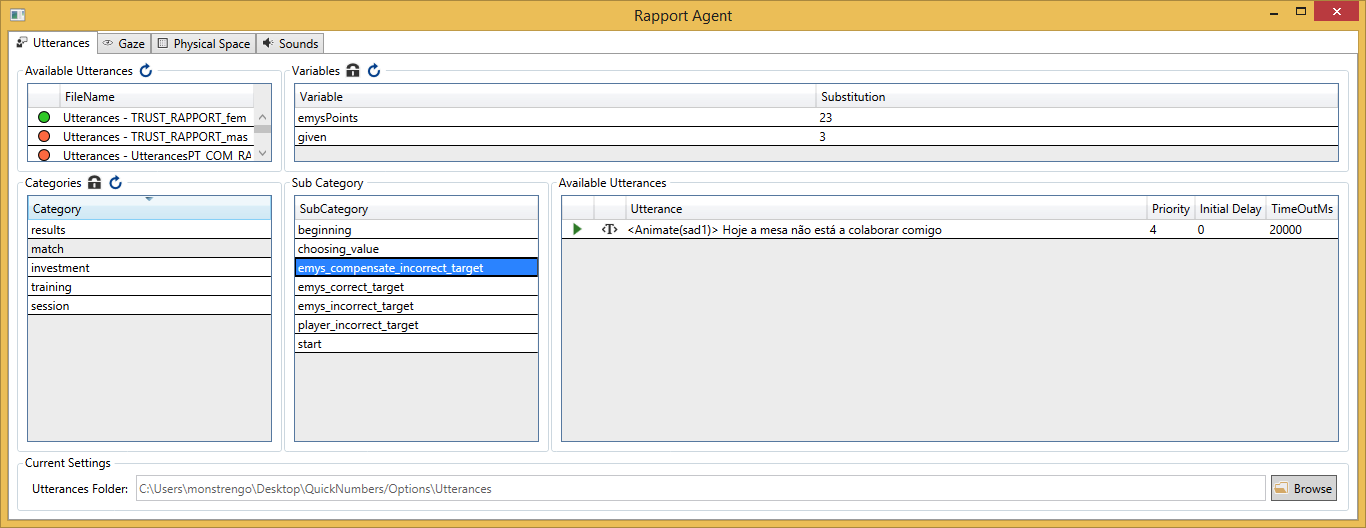 Rapport Agent
Utterances Gaze Physical Space Sounds
Available Utterances
FileName
Utterances - TRUST_RAPPORT_fem
Utterances - TRUST_RAPPORT_mas
Utterances - UtterancesPT_COM_RA
Variables
Variable Substitution
emysPoints 23
given 3
Categories
Category
results
match
investment
training
session
Sub Category
SubCategory
beginning
choosing_value
emys_compensate_incorrect_target
emys_correct_target
emys_incorrect_target
player_incorrect_target
start
Available Utterances
Utterance Priority Initial Delay TimeOutMs
<T> <Animate(sad1)> Hoje a mesa não está a colaborar comigo 4 0 20000
Current Settings
Utterances Folder: C:\Users\monstrengo\Desktop\QuickNumbers/Options\Utterances Browse